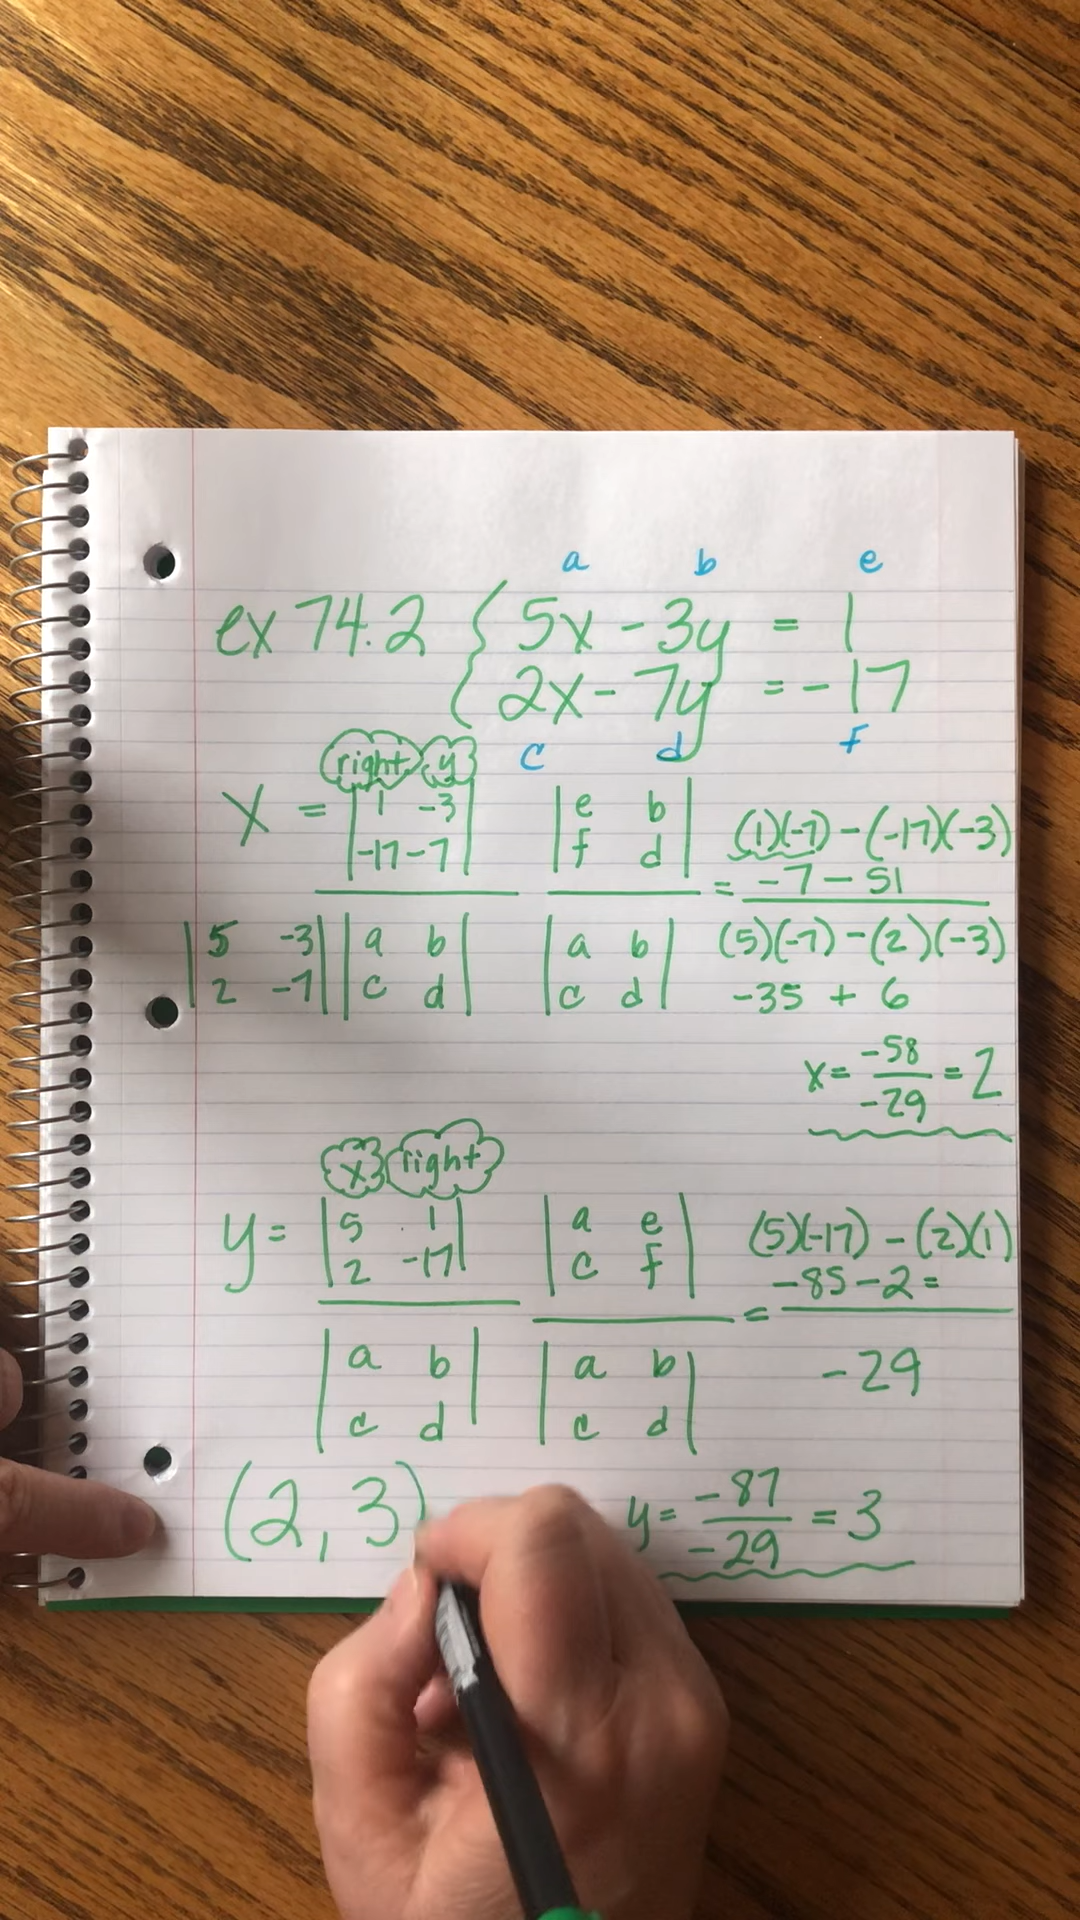 a b e
ex 74.2 { 5x - 3y = 1
2x - 7y = -17
c d f
right y
x = | 1 -3 | | e b | (1)(-7) - (-17)(-3)
| -17 -7 | | f d | = -7 - 51
| 5 -3 | | a b | | a b | (5)(-7) - (2)(-3)
| 2 -7 | | c d | | c d | -35 + 6
x = -58/-29 = 2
x right
y = | 5 1 | | a e | (5)(-17) - (2)(1)
| 2 -17 | | c f | = -85 - 2 =
| a b | | a b | -29
| c d | | c d |
(2, 3) y = -87/-29 = 3